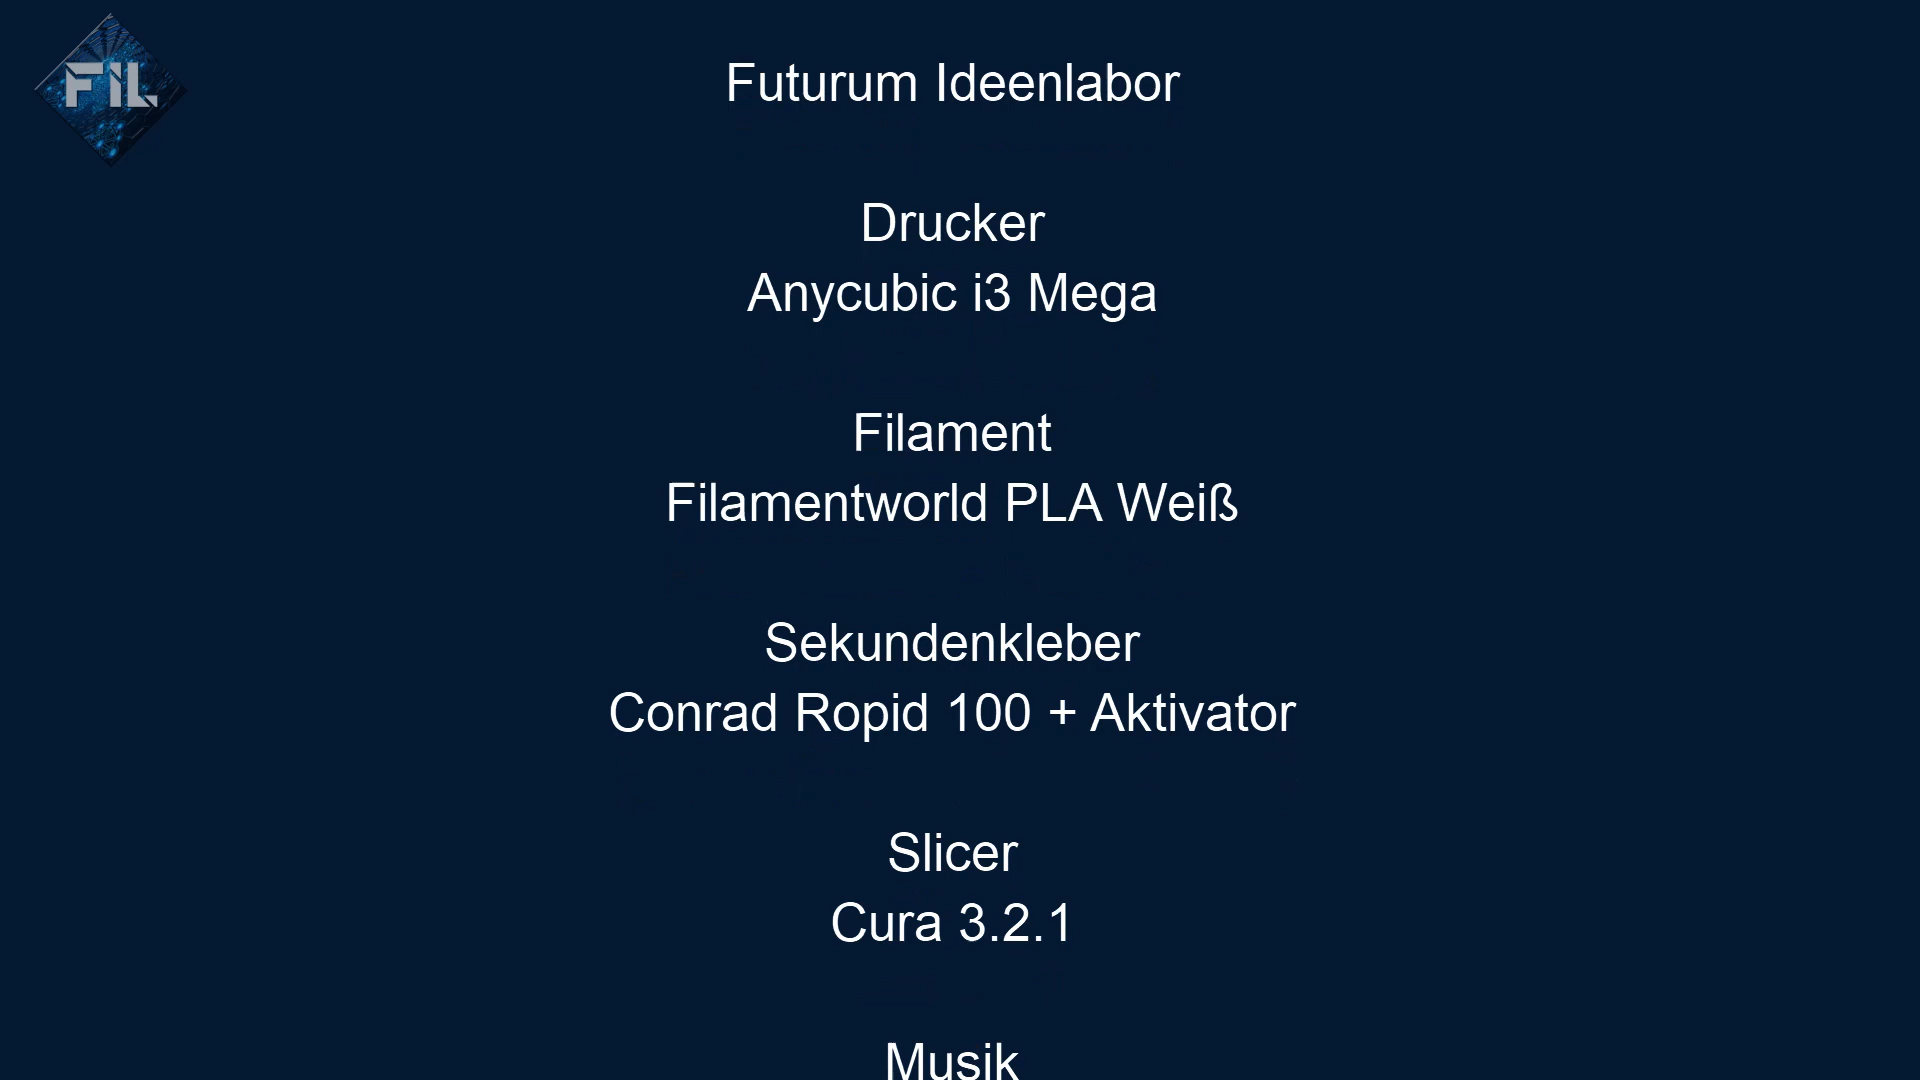 FIL
Futurum Ideenlabor
Drucker
Anycubic i3 Mega
Filament
Filamentworld PLA Weiß
Sekundenkleber
Conrad Ropid 100 + Aktivator
Slicer
Cura 3.2.1
Musik